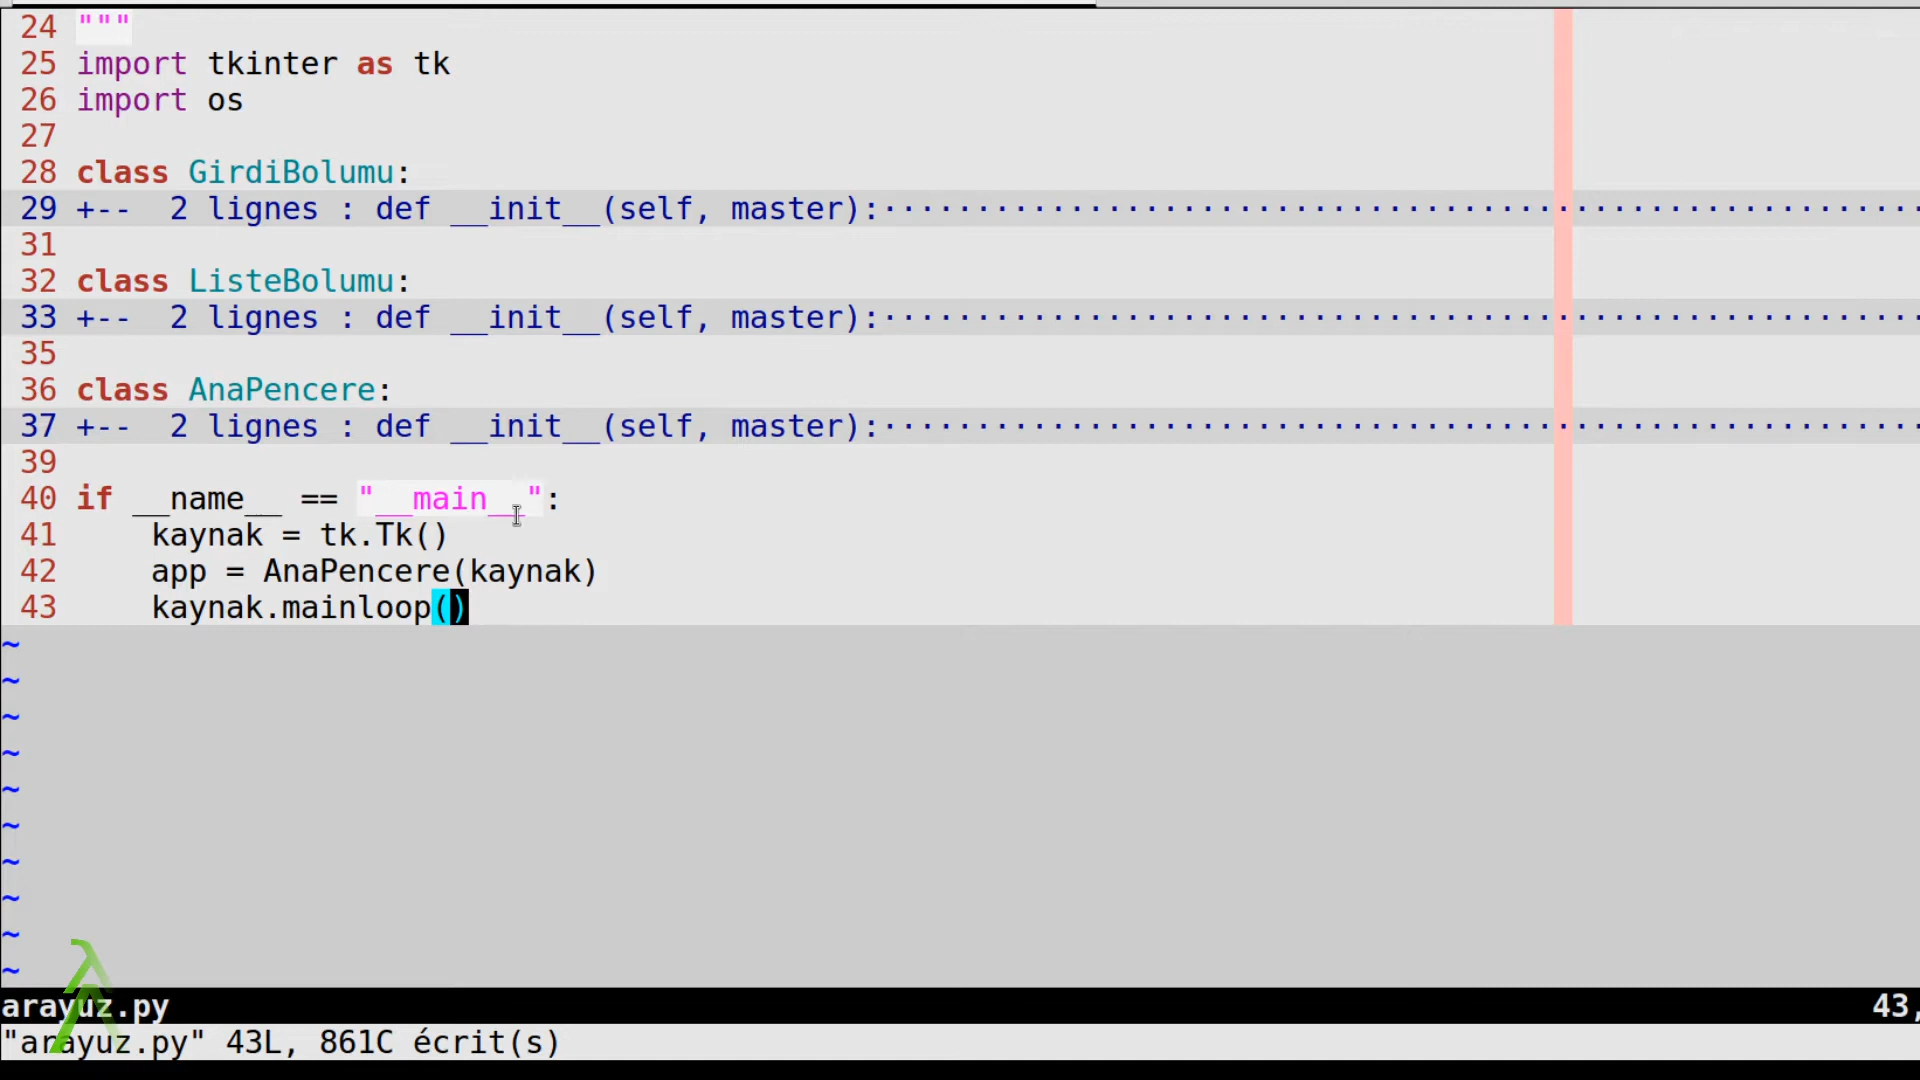 24 """
25 import tkinter as tk
26 import os
27
28 class GirdiBolumu:
29 +--  2 lignes : def __init__(self, master):·························································
31
32 class ListeBolumu:
33 +--  2 lignes : def __init__(self, master):·························································
35
36 class AnaPencere:
37 +--  2 lignes : def __init__(self, master):·························································
39
40 if __name__ == "__main__":
41     kaynak = tk.Tk()
42     app = AnaPencere(kaynak)
43     kaynak.mainloop()
~
~
~
~
~
~
~
~
~
~
λ
arayuz.py 43,
"arayuz.py" 43L, 861C écrit(s)